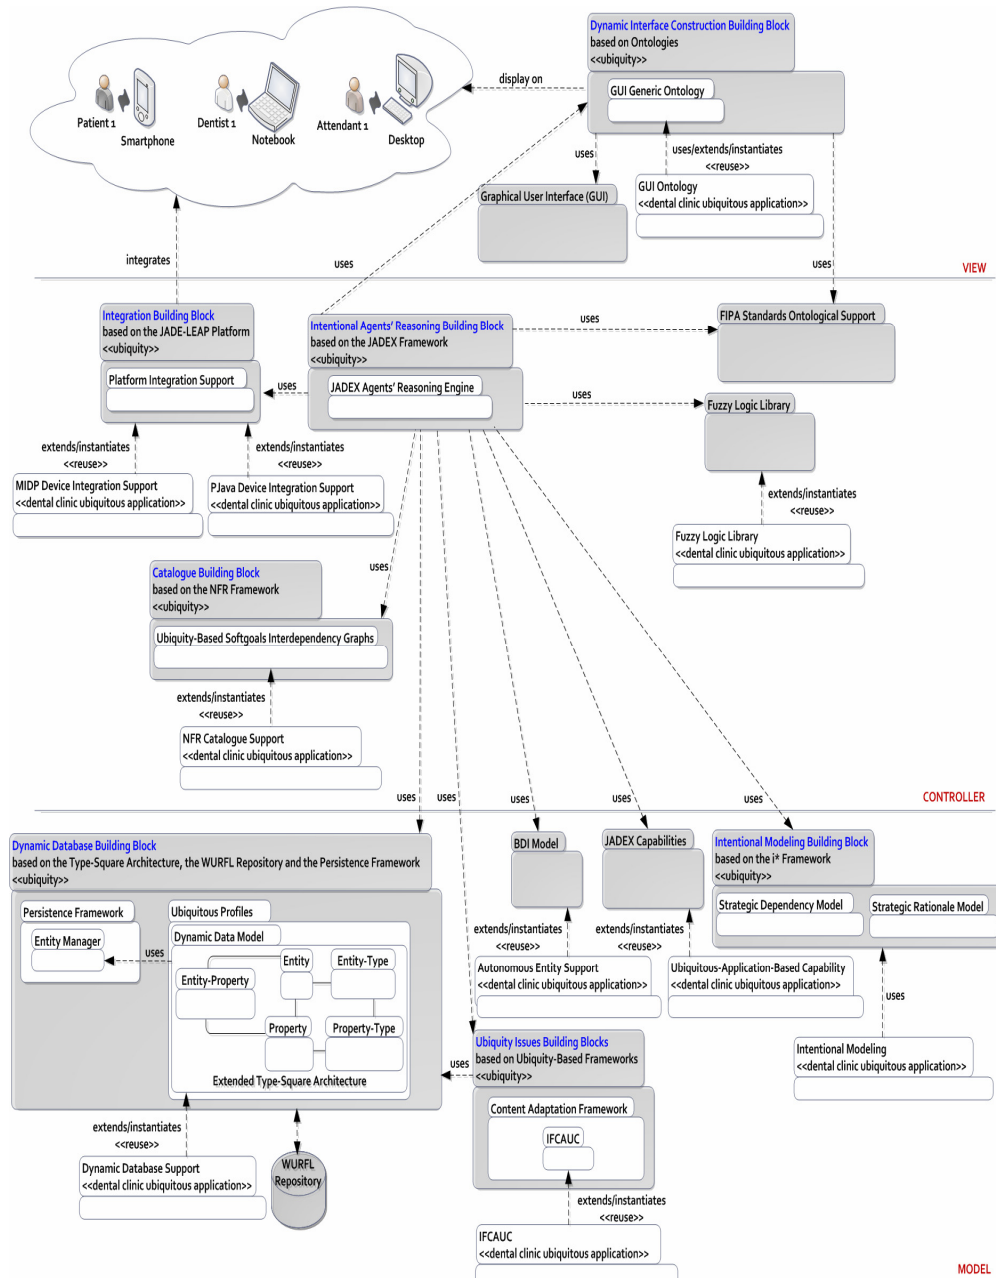 Dynamic Interface Construction Building Block
based on Ontologies
<<ubiquity>>
GUI Generic Ontology
display on
Patient 1
Smartphone
Dentist 1
Notebook
Attendant 1
Desktop
uses
uses/extends/instantiates
<<reuse>>
Graphical User Interface (GUI)
GUI Ontology
<<dental clinic ubiquitous application>>
integrates
uses
uses
VIEW
Integration Building Block
based on the JADE-LEAP Platform
<<ubiquity>>
Platform Integration Support
Intentional Agents' Reasoning Building Block
based on the JADEX Framework
<<ubiquity>>
JADEX Agents' Reasoning Engine
uses
FIPA Standards Ontological Support
uses
uses
Fuzzy Logic Library
extends/instantiates
<<reuse>>
extends/instantiates
<<reuse>>
MIDP Device Integration Support
<<dental clinic ubiquitous application>>
PJava Device Integration Support
<<dental clinic ubiquitous application>>
extends/instantiates
<<reuse>>
Fuzzy Logic Library
<<dental clinic ubiquitous application>>
uses
Catalogue Building Block
based on the NFR Framework
<<ubiquity>>
Ubiquity-Based Softgoals Interdependency Graphs
extends/instantiates
<<reuse>>
NFR Catalogue Support
<<dental clinic ubiquitous application>>
uses
uses
uses
uses
uses
CONTROLLER
Dynamic Database Building Block
based on the Type-Square Architecture, the WURFL Repository and the Persistence Framework
<<ubiquity>>
Persistence Framework
Entity Manager
uses
Ubiquitous Profiles
Dynamic Data Model
Entity
Entity-Type
Entity-Property
Property
Property-Type
Extended Type-Square Architecture
BDI Model
JADEX Capabilities
Intentional Modeling Building Block
based on the i* Framework
<<ubiquity>>
Strategic Dependency Model
Strategic Rationale Model
extends/instantiates
<<reuse>>
extends/instantiates
<<reuse>>
Autonomous Entity Support
<<dental clinic ubiquitous application>>
Ubiquitous-Application-Based Capability
<<dental clinic ubiquitous application>>
uses
Intentional Modeling
<<dental clinic ubiquitous application>>
uses
Ubiquity Issues Building Blocks
based on Ubiquity-Based Frameworks
<<ubiquity>>
Content Adaptation Framework
IFCAUC
extends/instantiates
<<reuse>>
Dynamic Database Support
<<dental clinic ubiquitous application>>
WURFL
Repository
extends/instantiates
<<reuse>>
IFCAUC
<<dental clinic ubiquitous application>>
MODEL